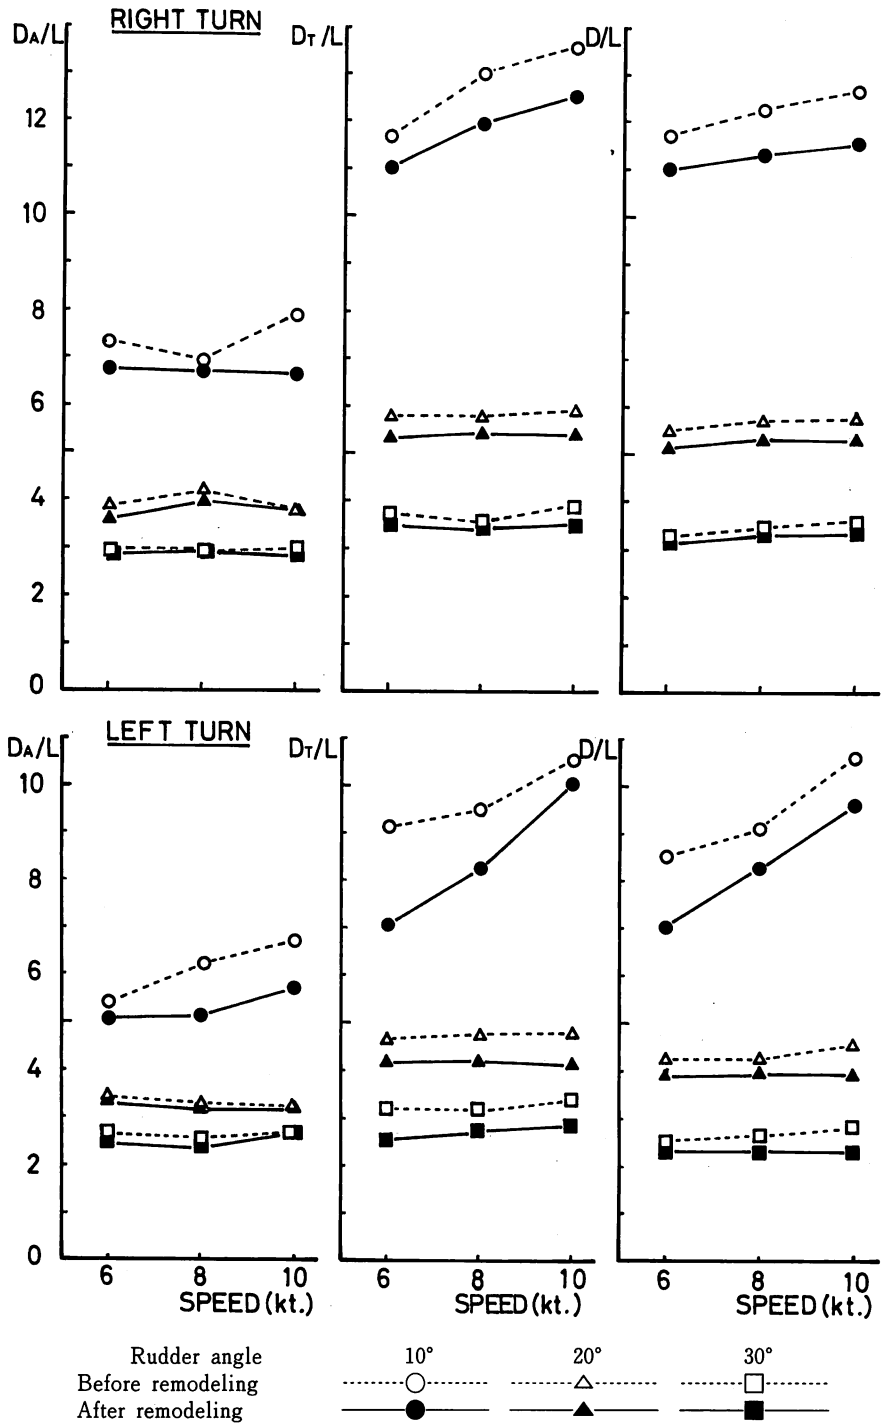 RIGHT TURN
DA/L DT/L D/L
12
10
8
6
4
2
0
LEFT TURN
DA/L DT/L D/L
10
8
6
4
2
0
6 8 10 6 8 10 6 8 10
SPEED (kt.) SPEED (kt.) SPEED (kt.)
Rudder angle 10° 20° 30°
Before remodeling
After remodeling